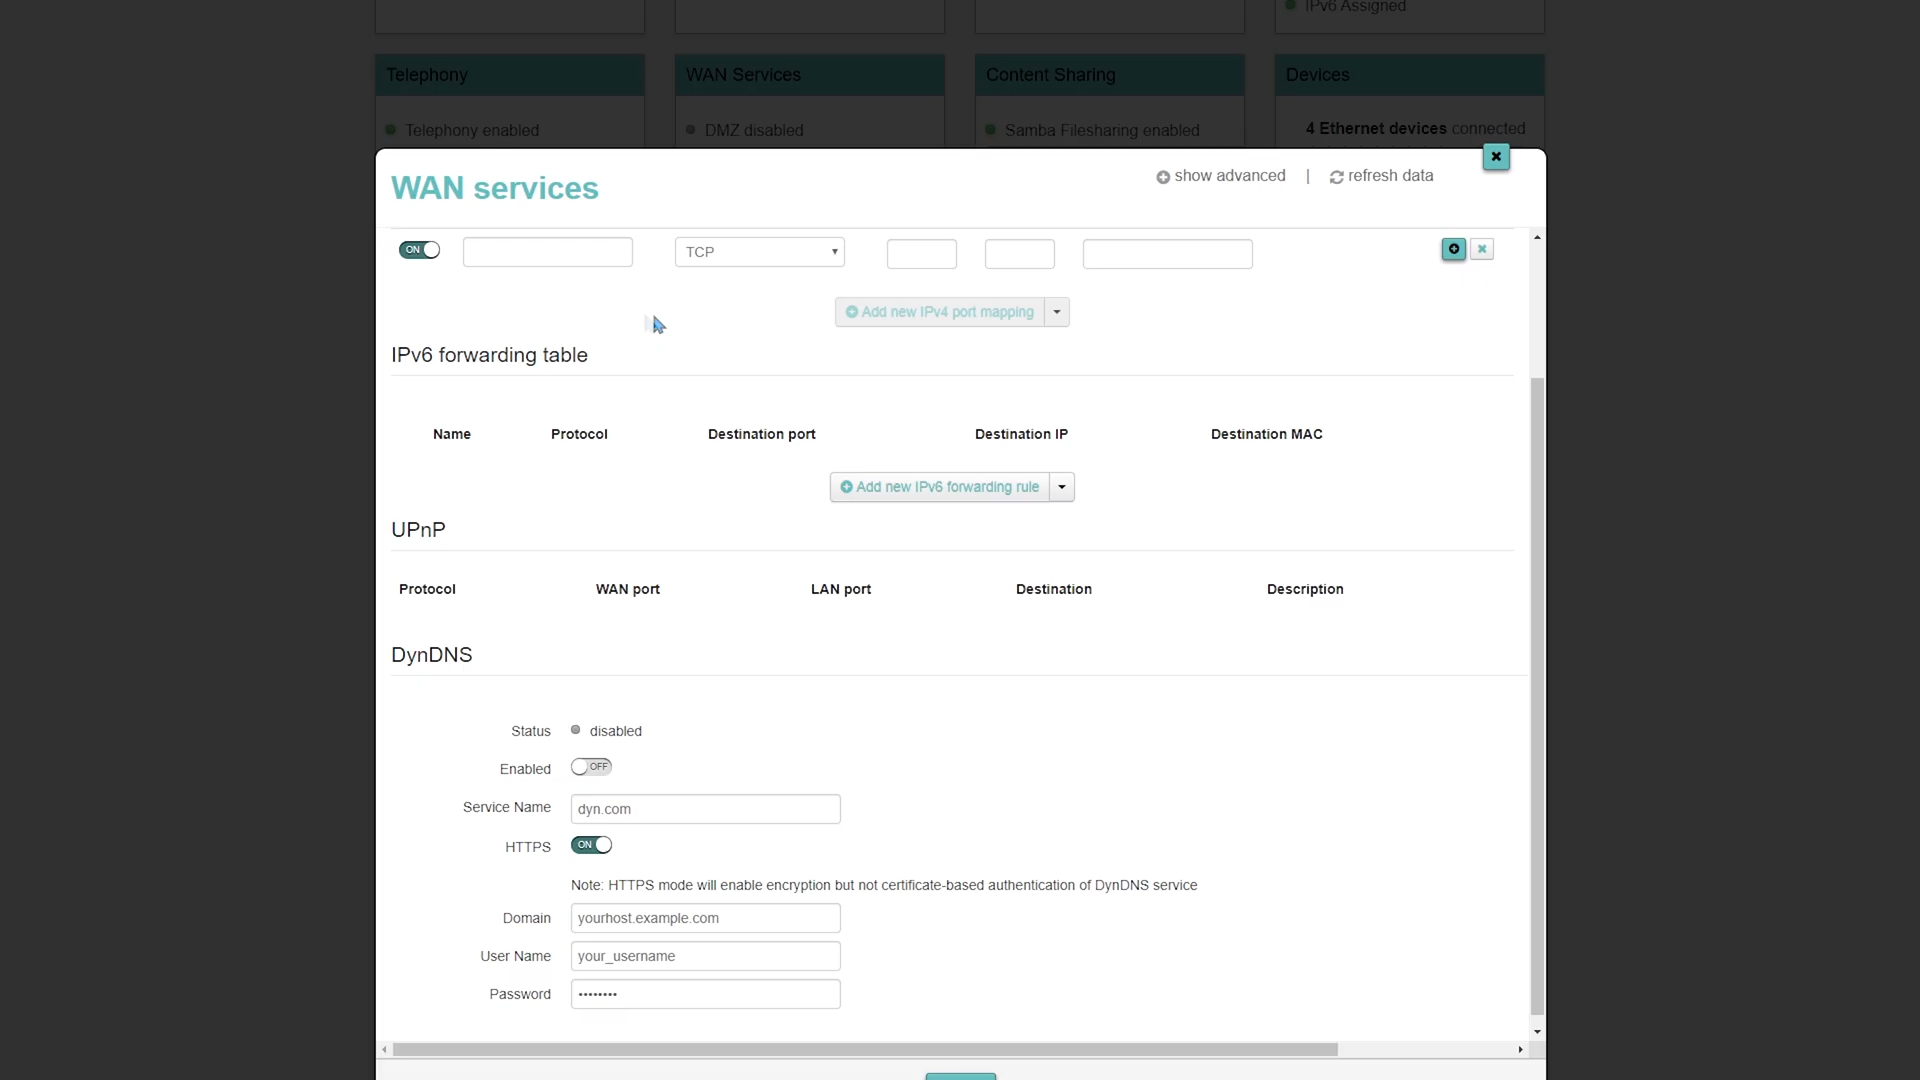 IPv6 Assigned
Telephony
WAN Services
Content Sharing
Devices
Telephony enabled
DMZ disabled
Samba Filesharing enabled
4 Ethernet devices connected
WAN services
show advanced | refresh data
ON
TCP
Add new IPv4 port mapping
IPv6 forwarding table
Name Protocol Destination port Destination IP Destination MAC
Add new IPv6 forwarding rule
UPnP
Protocol WAN port LAN port Destination Description
DynDNS
Status disabled
Enabled OFF
Service Name dyn.com
HTTPS ON
Note: HTTPS mode will enable encryption but not certificate-based authentication of DynDNS service
Domain yourhost.example.com
User Name your_username
Password ••••••••